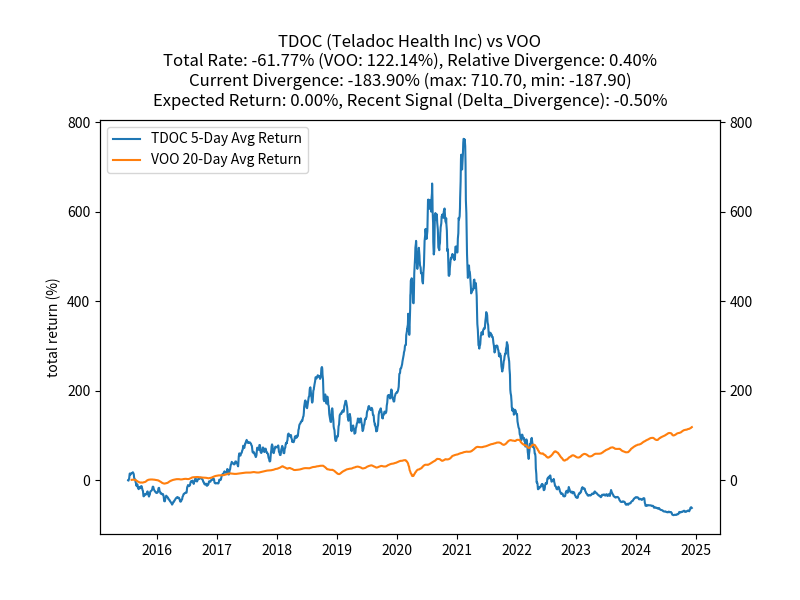 TDOC (Teladoc Health Inc) vs VOO
Total Rate: -61.77% (VOO: 122.14%), Relative Divergence: 0.40%
Current Divergence: -183.90% (max: 710.70, min: -187.90)
Expected Return: 0.00%, Recent Signal (Delta_Divergence): -0.50%
TDOC 5-Day Avg Return
VOO 20-Day Avg Return
total return (%)
800
600
400
200
0
800
600
400
200
0
2016 2017 2018 2019 2020 2021 2022 2023 2024 2025